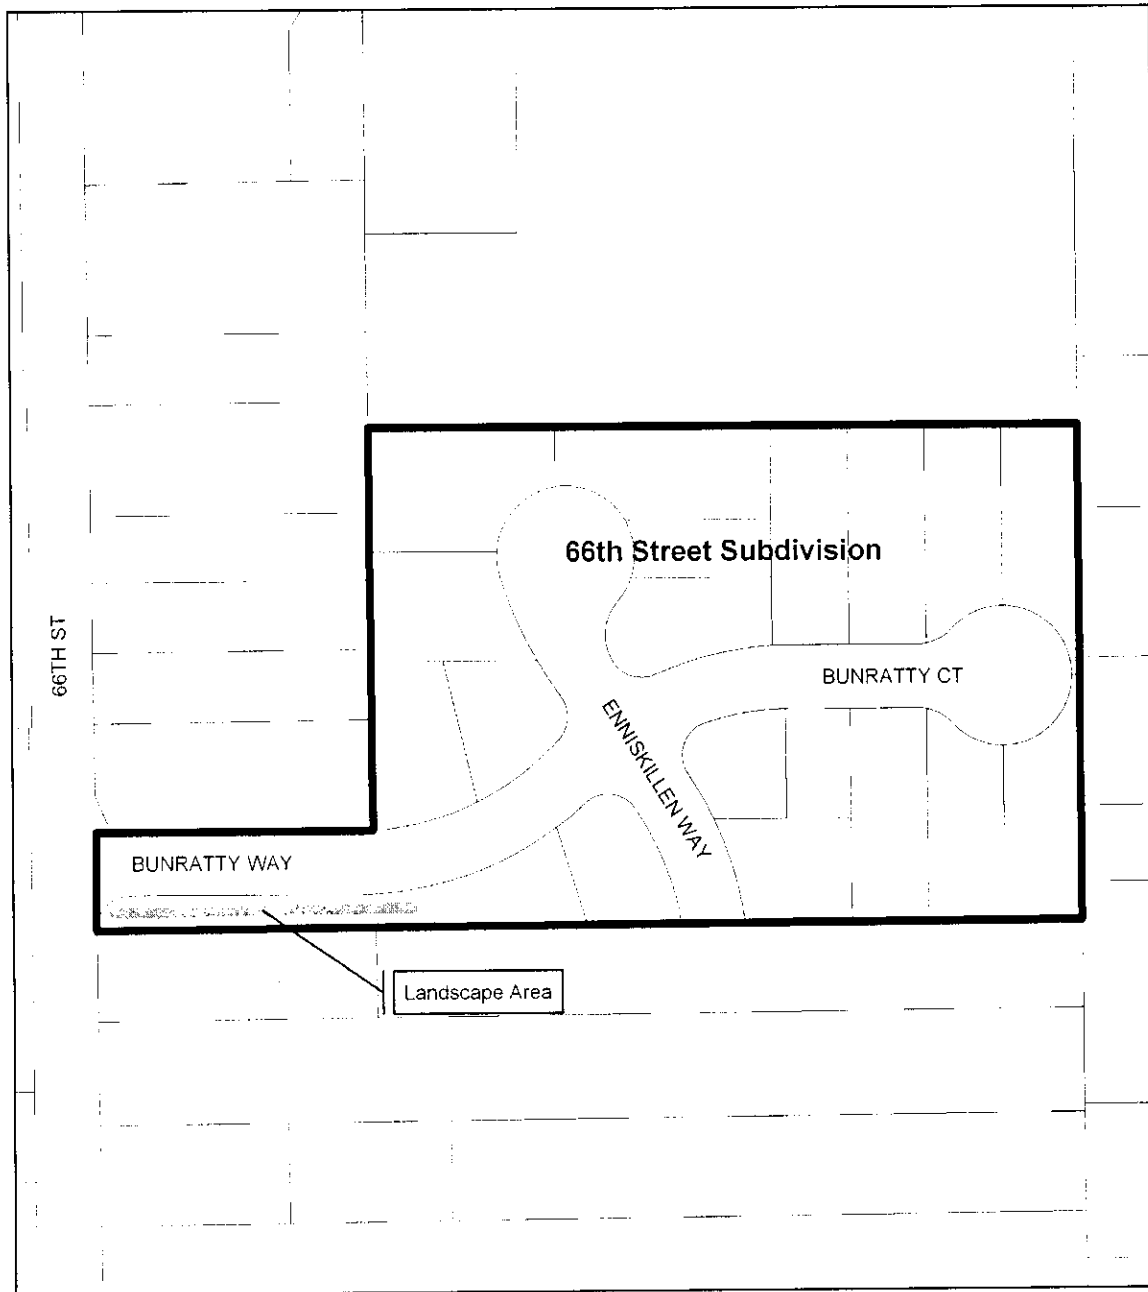 66th Street Subdivision
66TH ST
BUNRATTY CT
ENNISKILLEN WAY
BUNRATTY WAY
Landscape Area